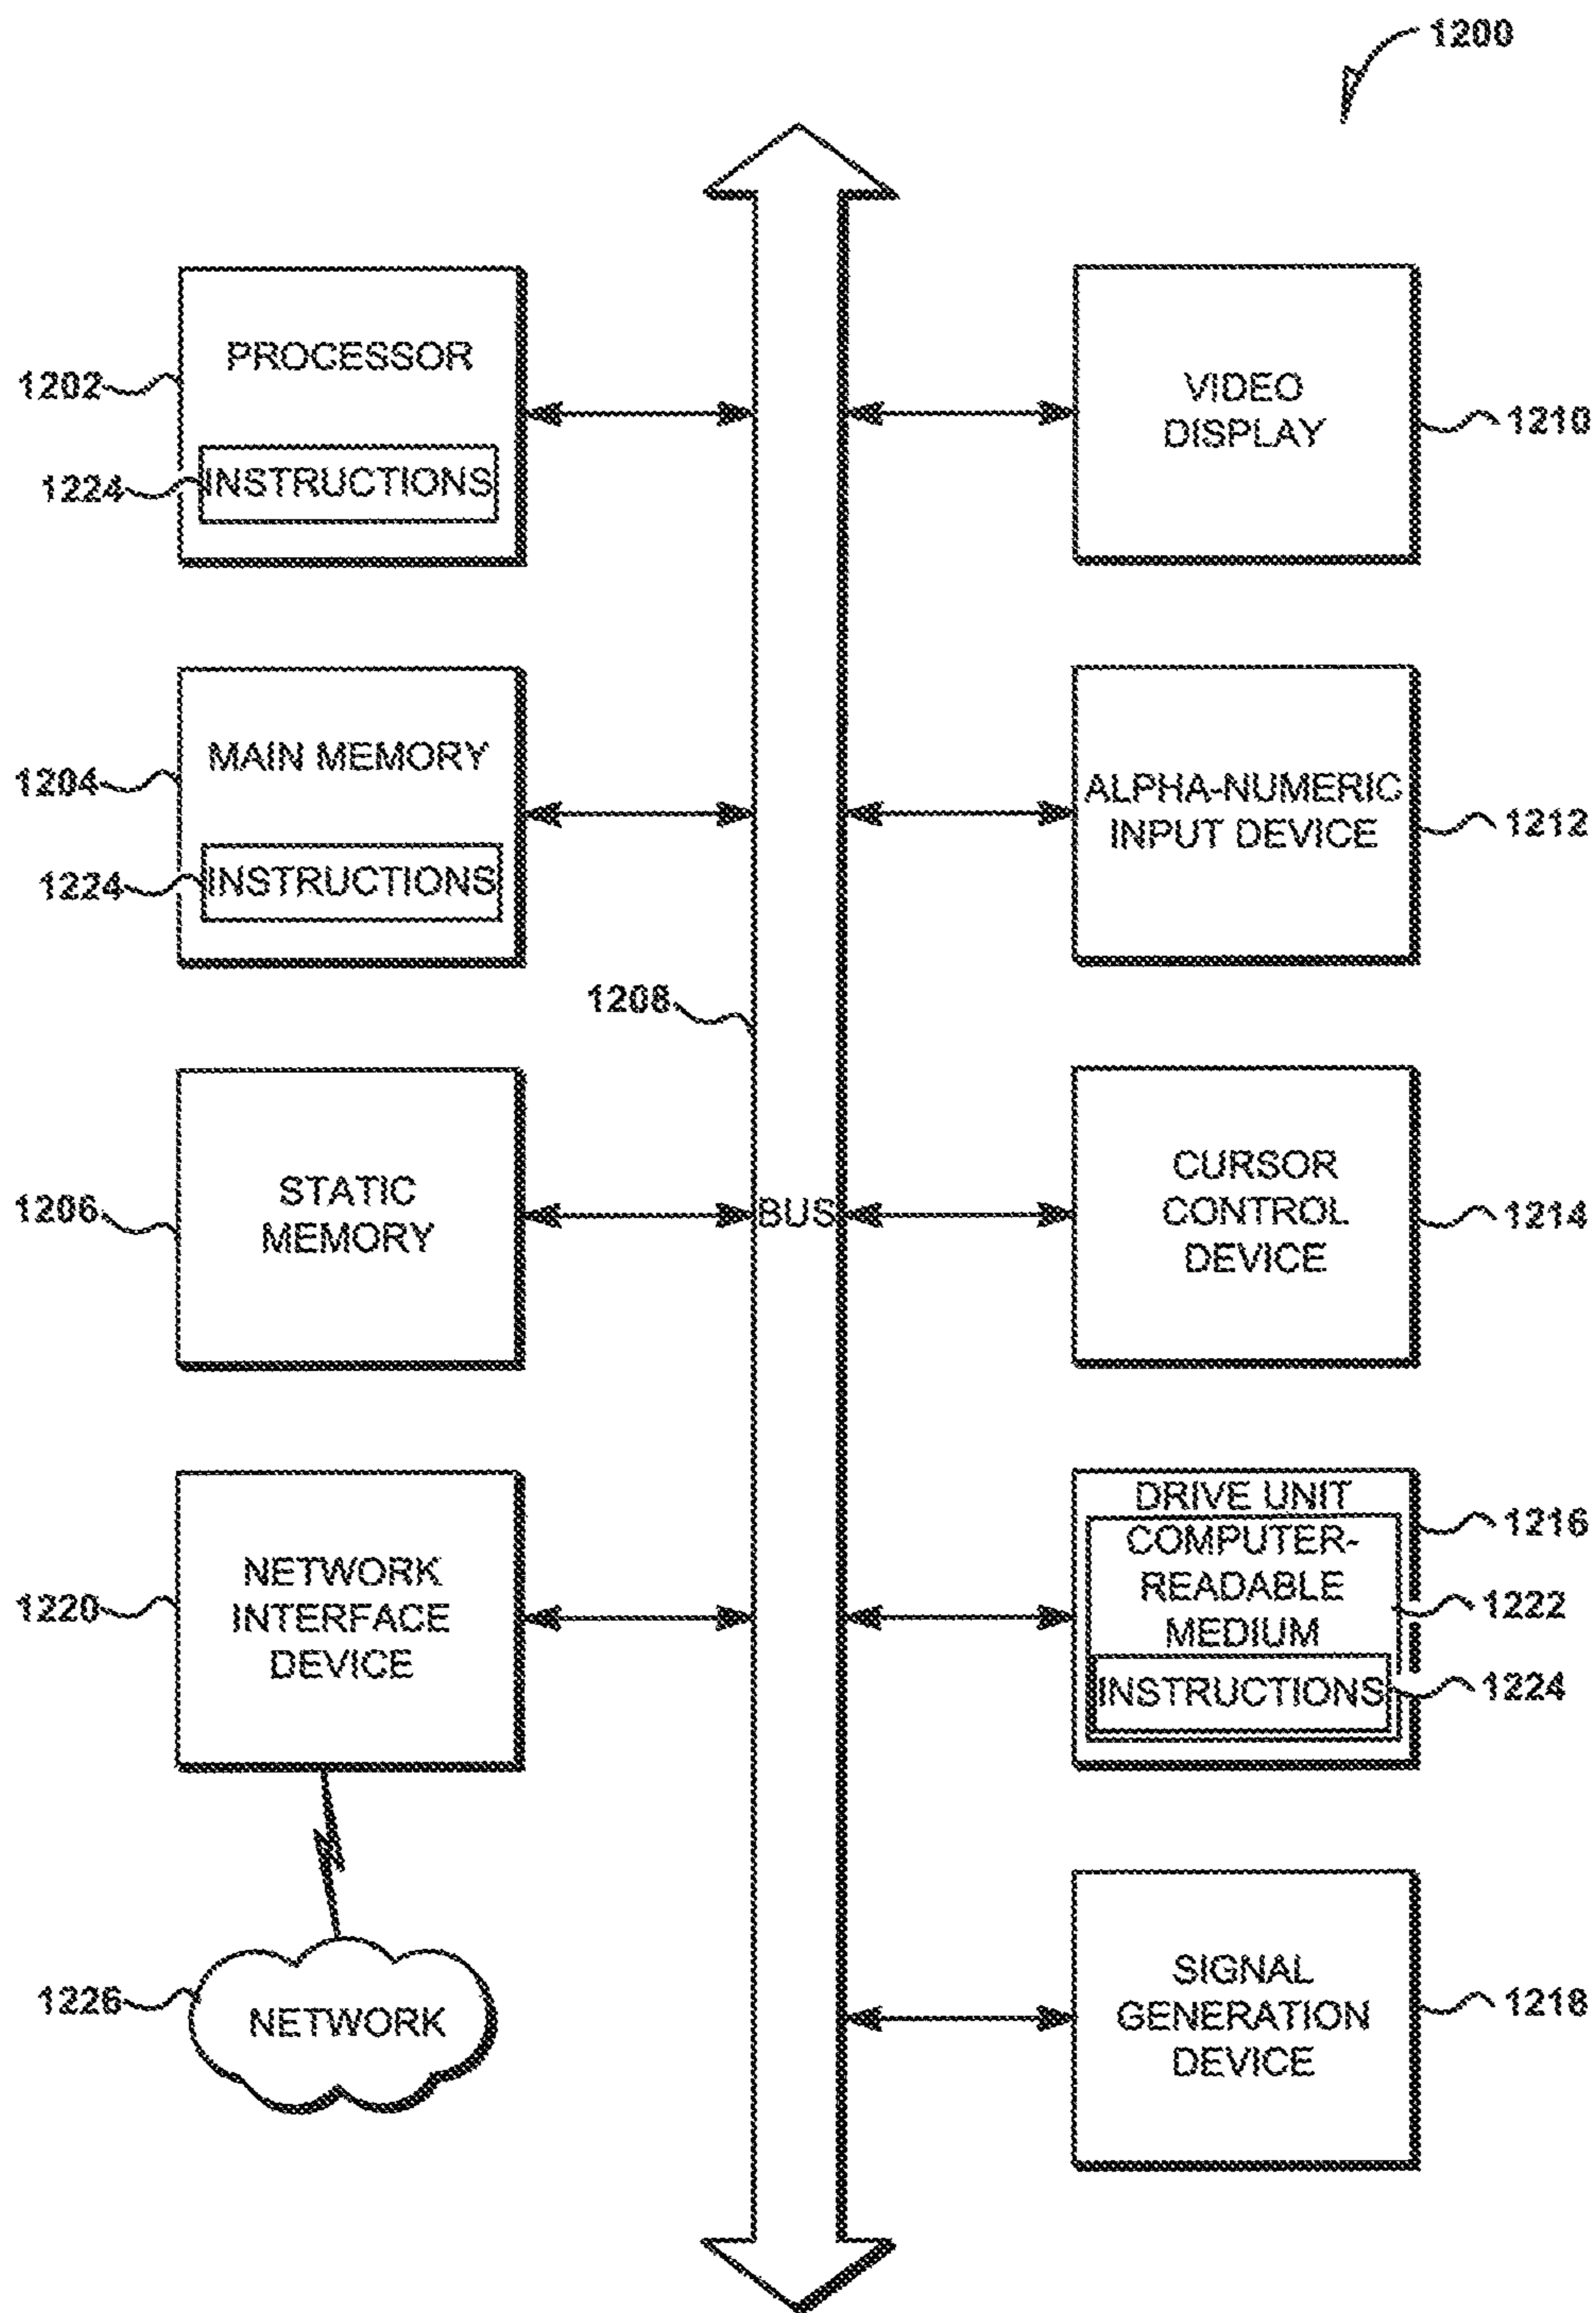 1200
PROCESSOR
1202
INSTRUCTIONS
1224
VIDEO
DISPLAY
1210
MAIN MEMORY
1204
INSTRUCTIONS
1224
ALPHA-NUMERIC
INPUT DEVICE
1212
1208
BUS
STATIC
MEMORY
1206
CURSOR
CONTROL
DEVICE
1214
NETWORK
INTERFACE
DEVICE
1220
DRIVE UNIT
1216
COMPUTER-
READABLE
MEDIUM
1222
INSTRUCTIONS
1224
NETWORK
1226
SIGNAL
GENERATION
DEVICE
1218